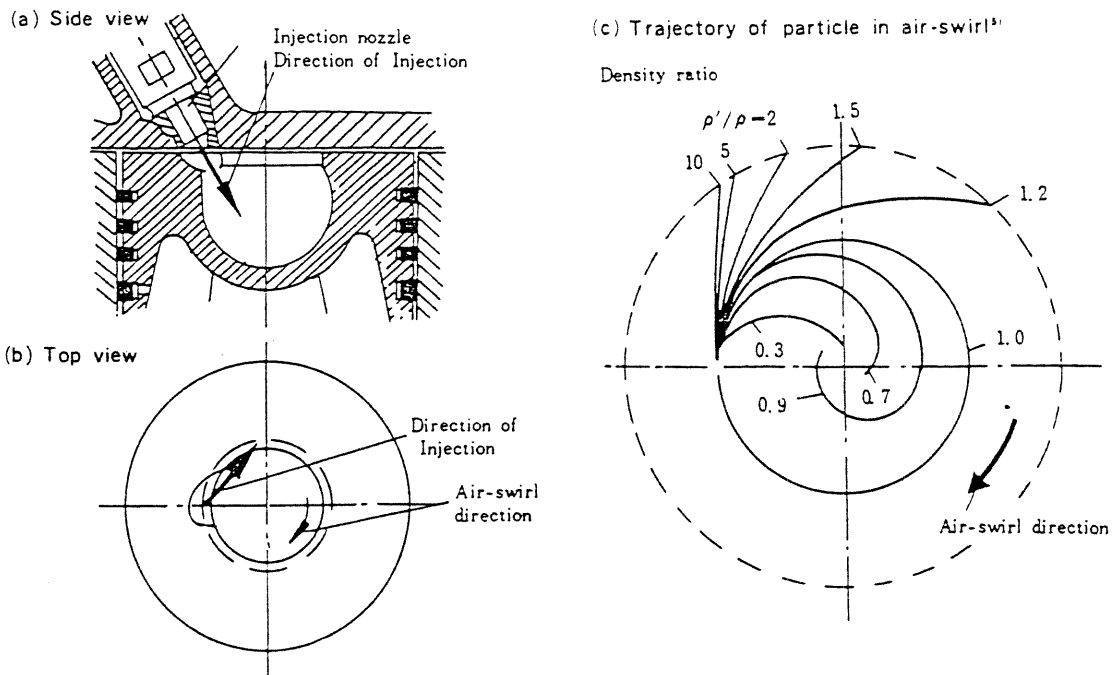 (a) Side view
Injection nozzle
Direction of Injection
(b) Top view
Direction of
Injection
Air-swirl
direction
(c) Trajectory of particle in air-swirl⁵⁾
Density ratio
ρ'/ρ=2
1.5
10
5
1.2
1.0
0.3
0.7
0.9
Air-swirl direction